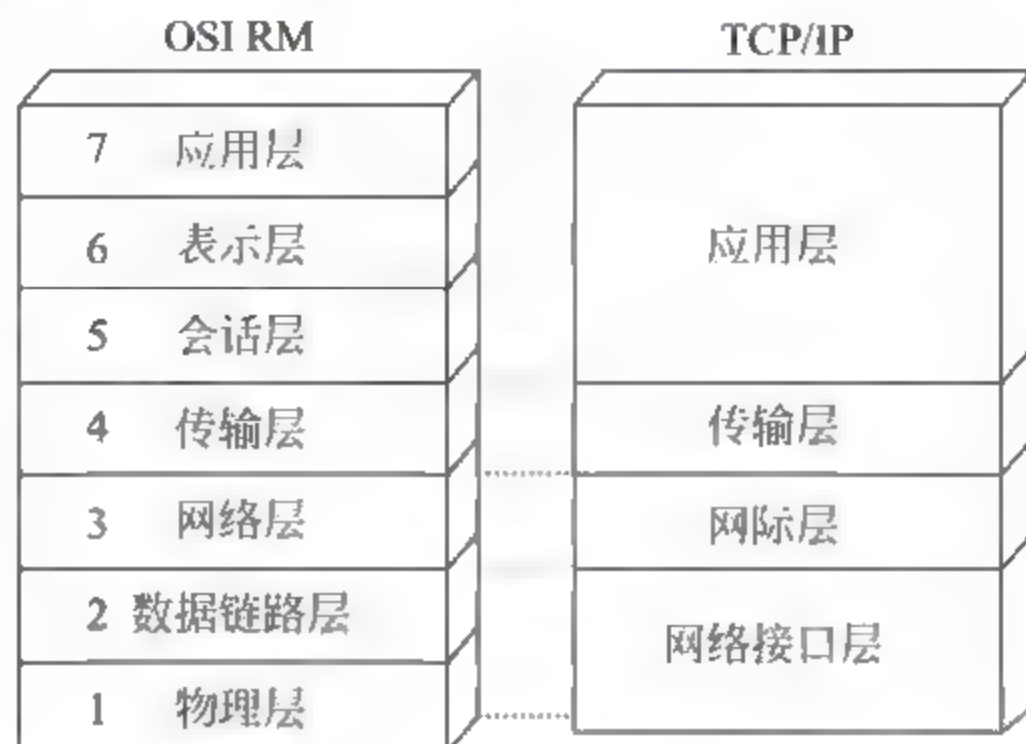 OSI RM
7 应用层
6 表示层
5 会话层
4 传输层
3 网络层
2 数据链路层
1 物理层
TCP/IP
应用层
传输层
网际层
网络接口层